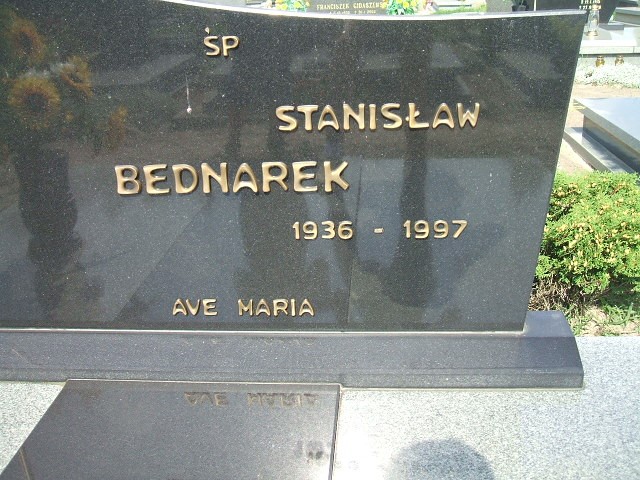 ŚP
STANISŁAW
BEDNAREK
1936 - 1997
AVE MARIA